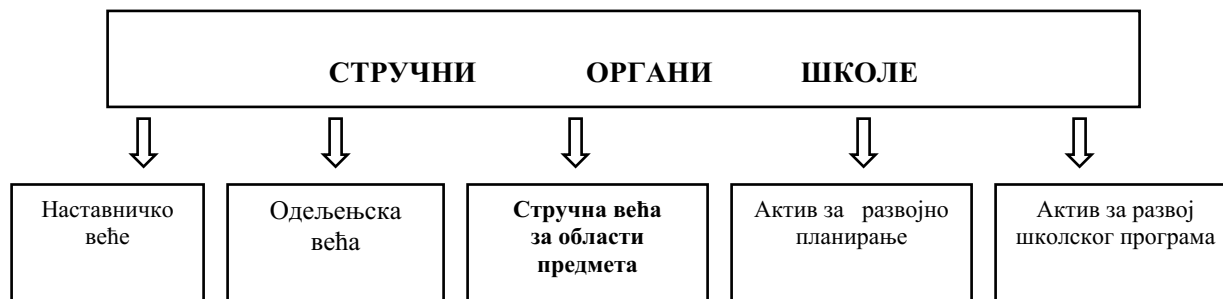 СТРУЧНИ ОРГАНИ ШКОЛЕ
Наставничко
веће
Одељењска
већа
Стручна већа
за области
предмета
Актив за развојно
планирање
Актив за развој
школског програма